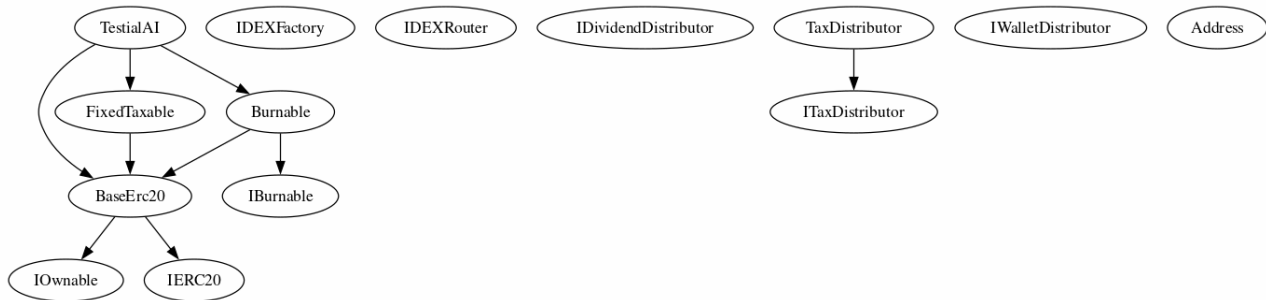 TestialAI
IDEXFactory
IDEXRouter
IDividendDistributor
TaxDistributor
IWalletDistributor
Address
FixedTaxable
Burnable
ITaxDistributor
BaseErc20
IBurnable
IOwnable
IERC20